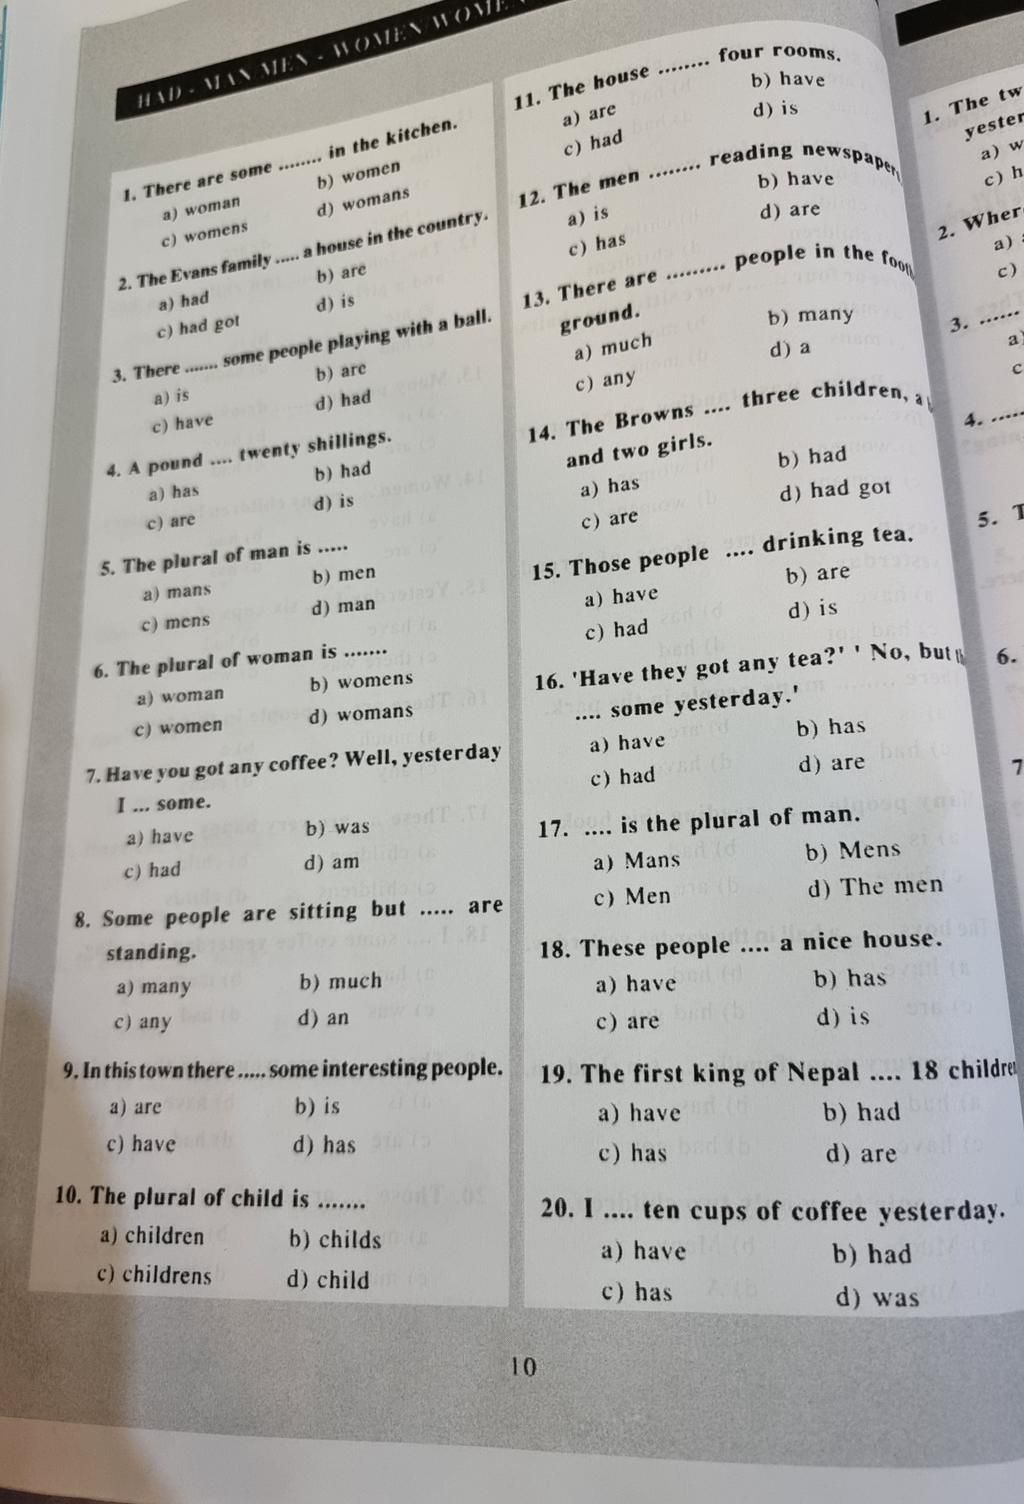 HAD - MAN MEN - WOMEN WOME
1. There are some ........ in the kitchen.
a) woman b) women
c) womens d) womans
2. The Evans family ..... a house in the country.
a) had b) are
c) had got d) is
3. There ....... some people playing with a ball.
a) is b) are
c) have d) had
4. A pound .... twenty shillings.
a) has b) had
c) are d) is
5. The plural of man is .....
a) mans b) men
c) mens d) man
6. The plural of woman is .......
a) woman b) womens
c) women d) womans
7. Have you got any coffee? Well, yesterday
I ... some.
a) have b) was
c) had d) am
8. Some people are sitting but ..... are
standing.
a) many b) much
c) any d) an
9. In this town there ..... some interesting people.
a) are b) is
c) have d) has
10. The plural of child is .......
a) children b) childs
c) childrens d) child
11. The house ........ four rooms.
a) are b) have
c) had d) is
12. The men ........ reading newspapers
a) is b) have
c) has d) are
13. There are ......... people in the foot
ground.
a) much b) many
c) any d) a
14. The Browns .... three children, a
and two girls.
a) has b) had
c) are d) had got
15. Those people .... drinking tea.
a) have b) are
c) had d) is
16. 'Have they got any tea?' ' No, but
.... some yesterday.'
a) have b) has
c) had d) are
17. .... is the plural of man.
a) Mans b) Mens
c) Men d) The men
18. These people .... a nice house.
a) have b) has
c) are d) is
19. The first king of Nepal .... 18 children
a) have b) had
c) has d) are
20. I .... ten cups of coffee yesterday.
a) have b) had
c) has d) was
10
1. The tw
yester
a) w
c) h
2. Wher
a)
c)
3. ......
a)
c
4. .....
5. T
6.
7